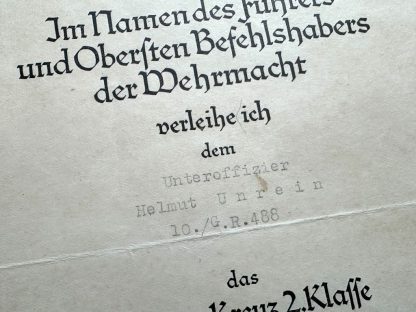 Im Namen des Führers
und Oberſten Befehlshabers
der Wehrmacht
verleihe ich
dem
Unteroffizier
Helmut U n r e i n
10./G.R.488
das
Kreuz 2.Klaſſe